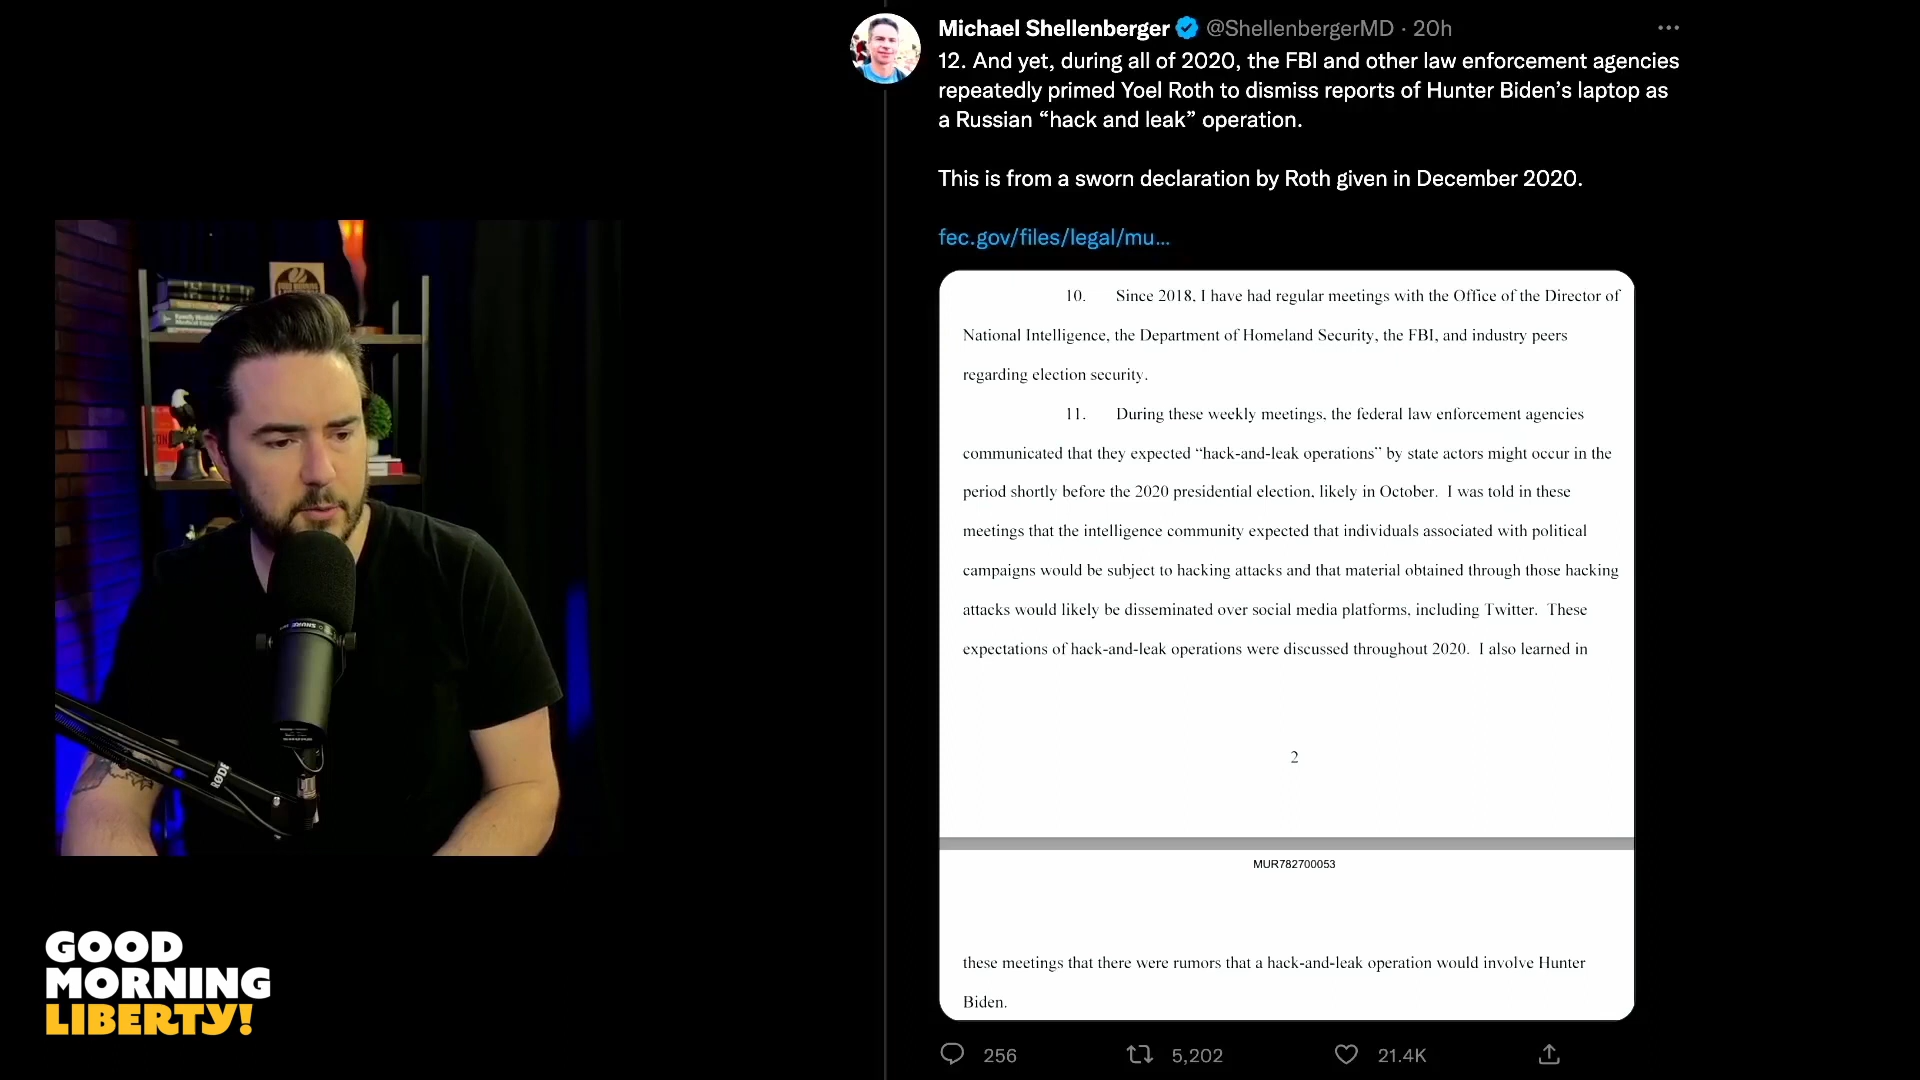 Michael Shellenberger @ShellenbergerMD · 20h
12. And yet, during all of 2020, the FBI and other law enforcement agencies
repeatedly primed Yoel Roth to dismiss reports of Hunter Biden’s laptop as
a Russian “hack and leak” operation.
This is from a sworn declaration by Roth given in December 2020.
fec.gov/files/legal/mu…
10. Since 2018, I have had regular meetings with the Office of the Director of
National Intelligence, the Department of Homeland Security, the FBI, and industry peers
regarding election security.
11. During these weekly meetings, the federal law enforcement agencies
communicated that they expected “hack-and-leak operations” by state actors might occur in the
period shortly before the 2020 presidential election, likely in October. I was told in these
meetings that the intelligence community expected that individuals associated with political
campaigns would be subject to hacking attacks and that material obtained through those hacking
attacks would likely be disseminated over social media platforms, including Twitter. These
expectations of hack-and-leak operations were discussed throughout 2020. I also learned in
2
MUR782700053
these meetings that there were rumors that a hack-and-leak operation would involve Hunter
Biden.
256 5,202 21.4K
RØDE
GOOD
MORNING
LIBERTY!